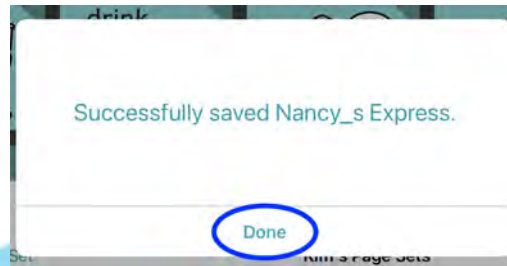 drink
Successfully saved Nancy_s Express.
Done
Set
Kim's Page Sets